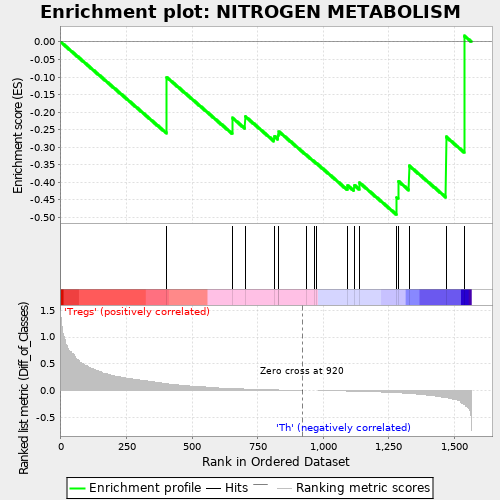 Enrichment plot: NITROGEN METABOLISM
Enrichment score (ES)
0.00
-0.05
-0.10
-0.15
-0.20
-0.25
-0.30
-0.35
-0.40
-0.45
-0.50
'Tregs' (positively correlated)
Ranked list metric (Diff_of_Classes)
1.5
1.0
0.5
0.0
-0.5
Zero cross at 920
'Th' (negatively correlated)
0 250 500 750 1,000 1,250 1,500
Rank in Ordered Dataset
Enrichment profile Hits Ranking metric scores